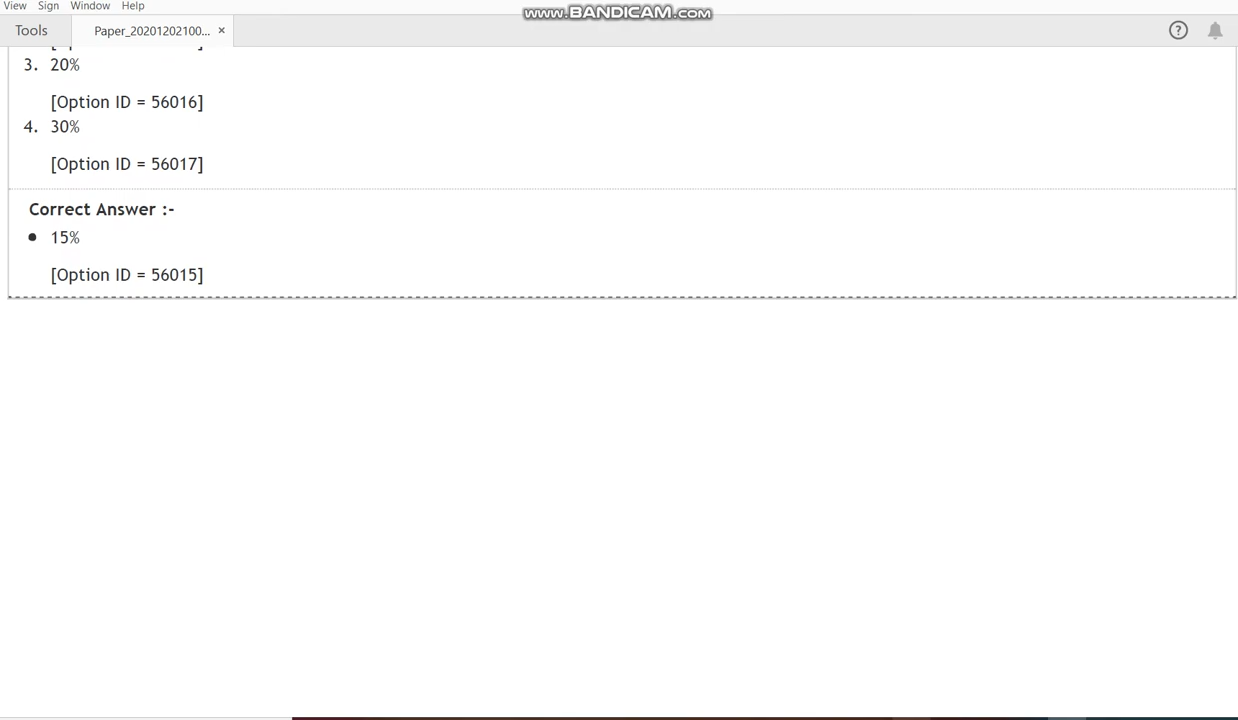 View Sign Window Help
www.BANDICAM.com
Tools Paper_20201202100... ×
?
3. 20%
[Option ID = 56016]
4. 30%
[Option ID = 56017]
Correct Answer :-
• 15%
[Option ID = 56015]